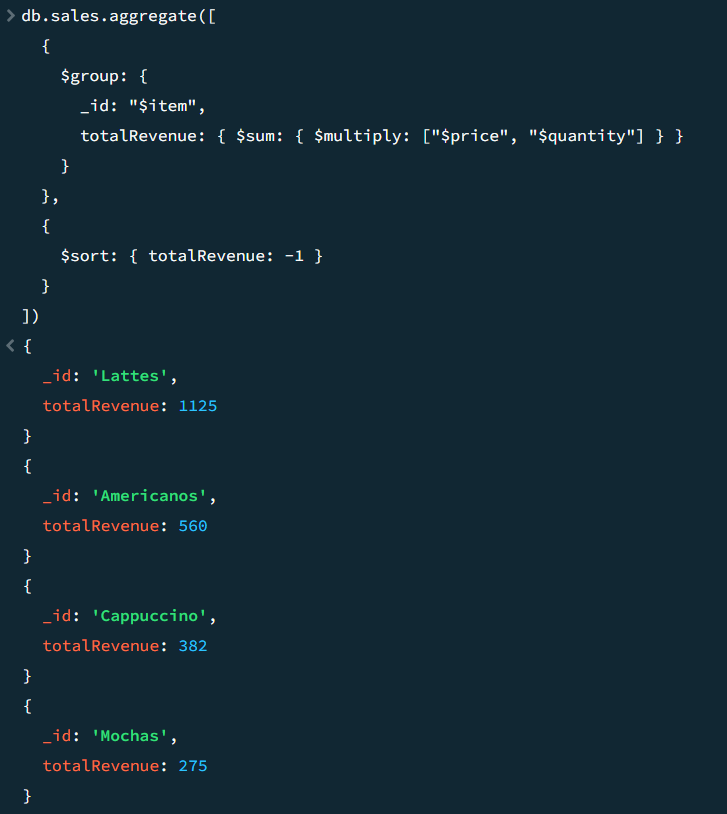 db.sales.aggregate([
  {
    $group: {
      _id: "$item",
      totalRevenue: { $sum: { $multiply: ["$price", "$quantity"] } }
    }
  },
  {
    $sort: { totalRevenue: -1 }
  }
])
{
  _id: 'Lattes',
  totalRevenue: 1125
}
{
  _id: 'Americanos',
  totalRevenue: 560
}
{
  _id: 'Cappuccino',
  totalRevenue: 382
}
{
  _id: 'Mochas',
  totalRevenue: 275
}